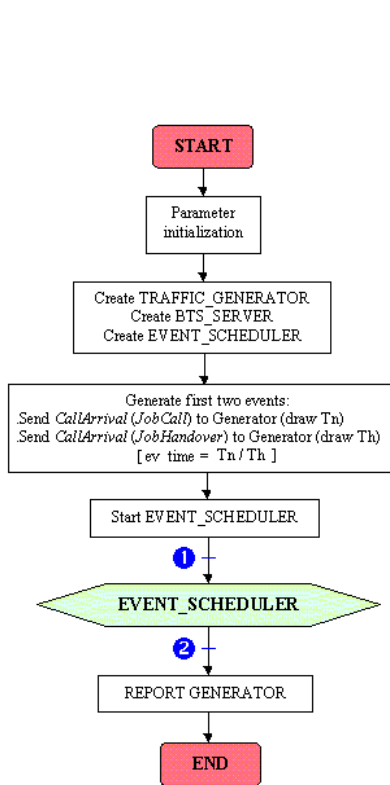 START
Parameter
initialization
Create TRAFFIC_GENERATOR
Create BTS_SERVER
Create EVENT_SCHEDULER
Generate first two events:
.Send CallArrival (JobCall) to Generator (draw Tn)
.Send CallArrival (JobHandover) to Generator (draw Th)
[ ev time = Tn / Th ]
Start EVENT_SCHEDULER
1
EVENT_SCHEDULER
2
REPORT GENERATOR
END